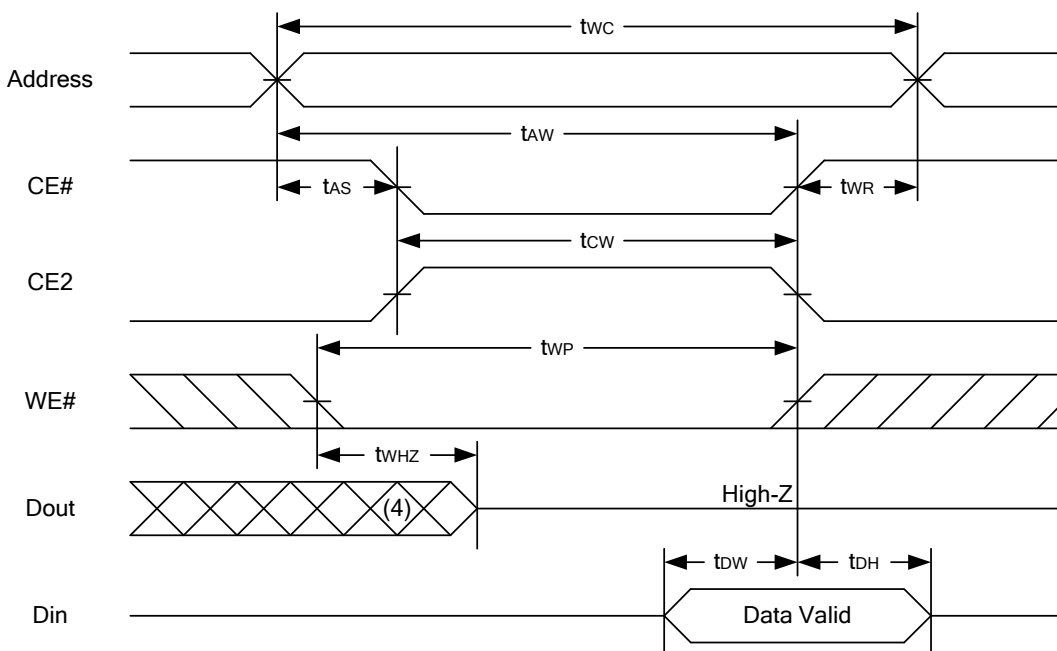 tWC
Address
tAW
CE#
tAS
tWR
tCW
CE2
tWP
WE#
tWHZ
Dout
(4)
High-Z
tDW
tDH
Din
Data Valid